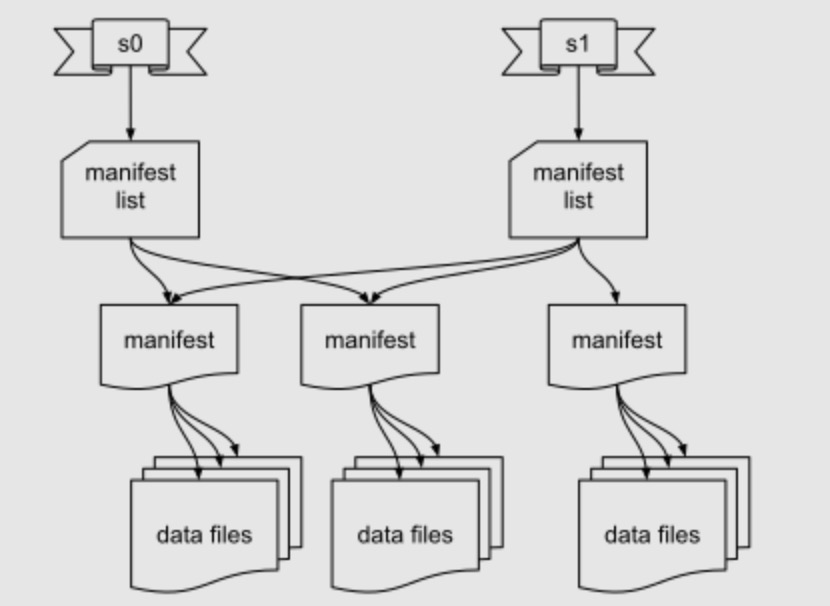 s0
s1
manifest
list
manifest
list
manifest
manifest
manifest
data files
data files
data files